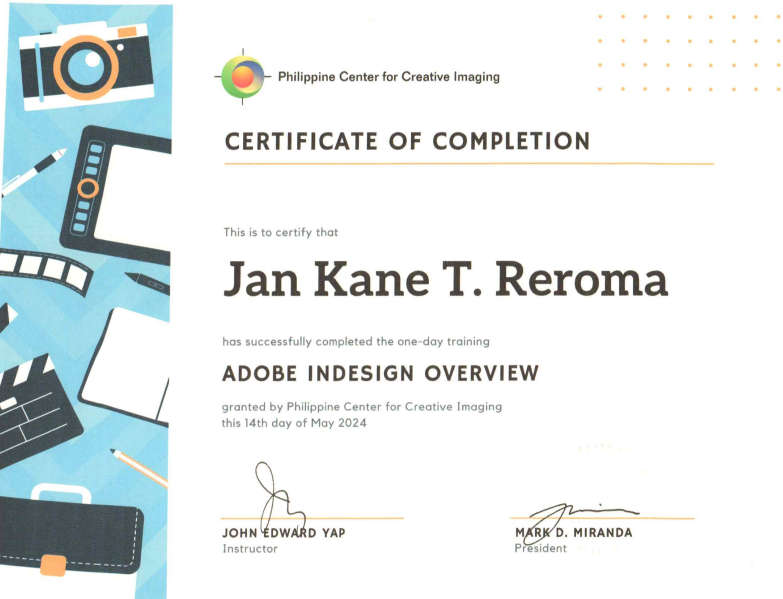 Philippine Center for Creative Imaging
CERTIFICATE OF COMPLETION
This is to certify that
Jan Kane T. Reroma
has successfully completed the one-day training
ADOBE INDESIGN OVERVIEW
granted by Philippine Center for Creative Imaging
this 14th day of May 2024
JOHN EDWARD YAP
Instructor
MARK D. MIRANDA
President